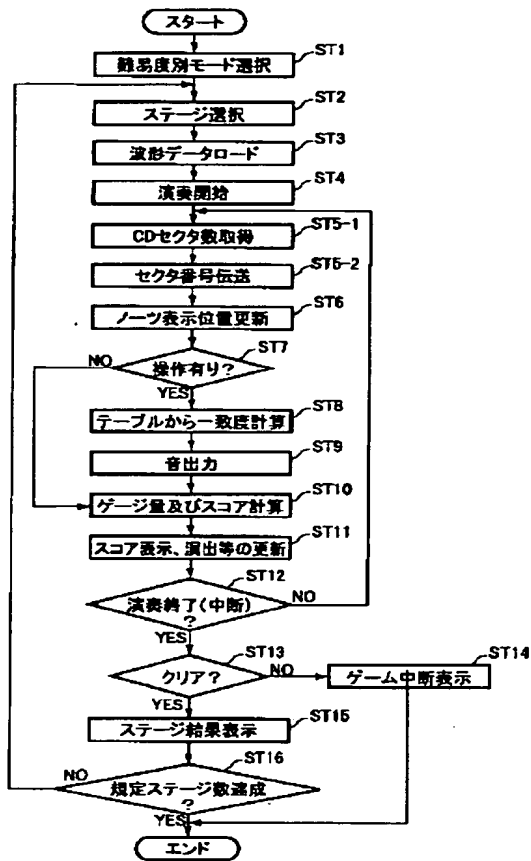 スタート
ST1
難易度別モード選択
ST2
ステージ選択
ST3
波形データロード
ST4
演奏開始
ST5-1
CDセクタ数取得
ST5-2
セクタ番号伝送
ST6
ノーツ表示位置更新
ST7
NO
操作有り?
YES
ST8
テーブルから一致度計算
ST9
音出力
ST10
ゲージ量及びスコア計算
ST11
スコア表示、演出等の更新
ST12
演奏終了(中断)
?
NO
YES
ST13
クリア?
NO
ST14
ゲーム中断表示
YES
ST15
ステージ結果表示
ST16
NO
規定ステージ数達成
?
YES
エンド